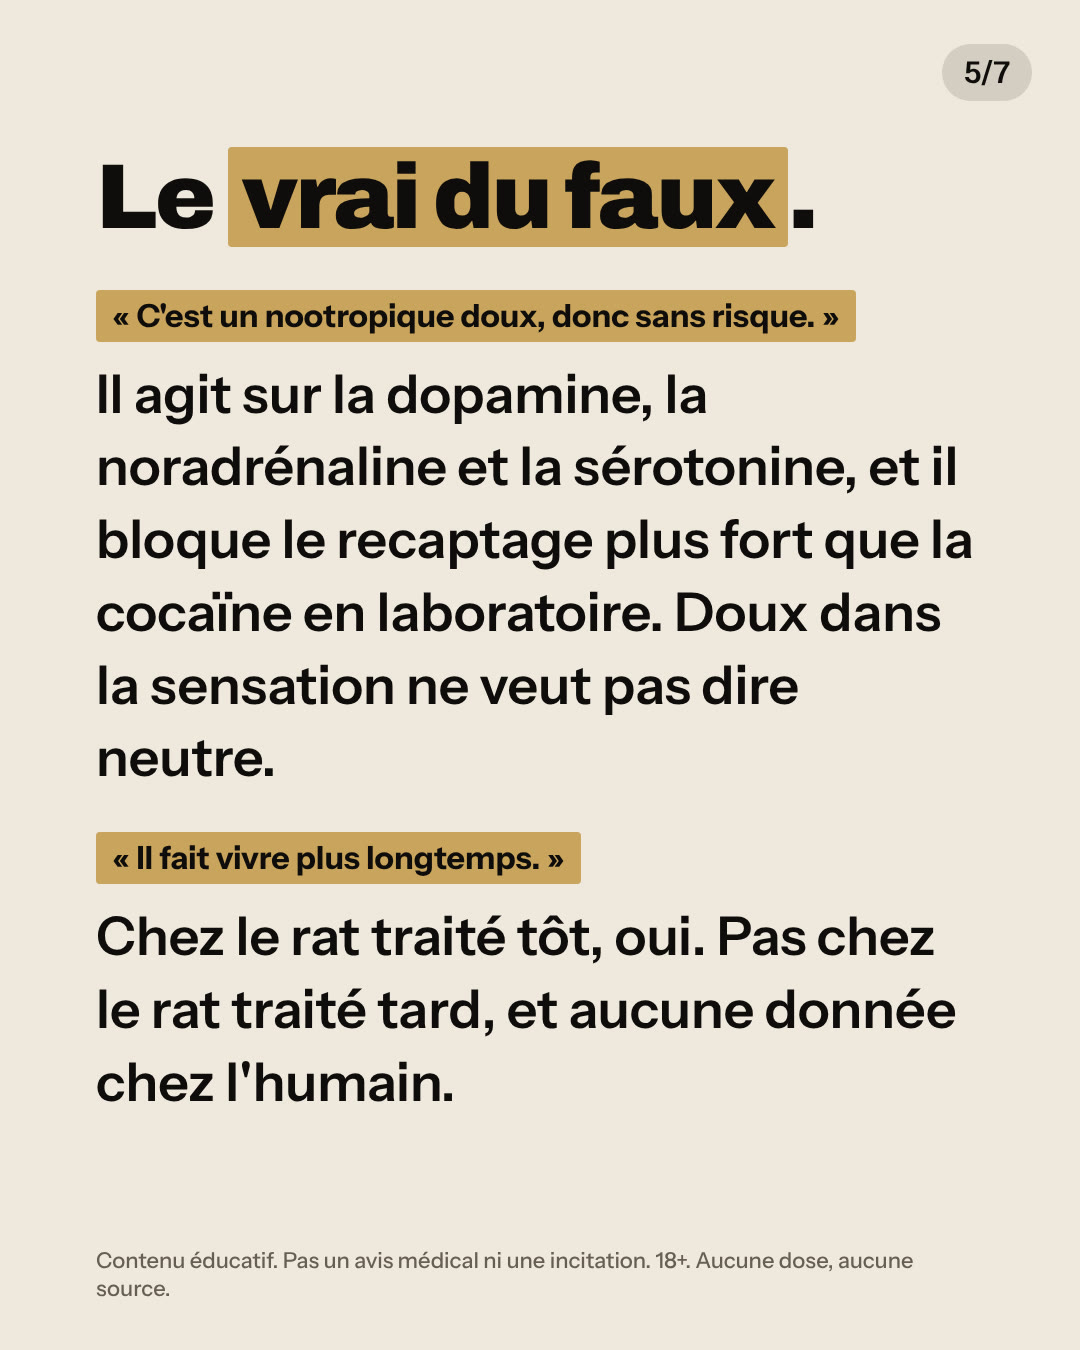 5/7
Le vrai du faux.
« C'est un nootropique doux, donc sans risque. »
Il agit sur la dopamine, la
noradrénaline et la sérotonine, et il
bloque le recaptage plus fort que la
cocaïne en laboratoire. Doux dans
la sensation ne veut pas dire
neutre.
« Il fait vivre plus longtemps. »
Chez le rat traité tôt, oui. Pas chez
le rat traité tard, et aucune donnée
chez l'humain.
Contenu éducatif. Pas un avis médical ni une incitation. 18+. Aucune dose, aucune
source.